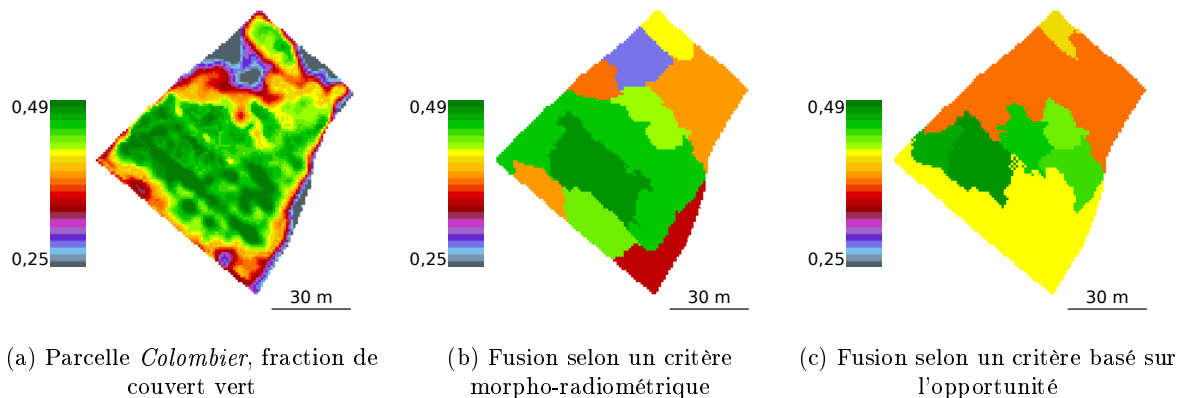 0,49
0,25
30 m
0,49
0,25
30 m
0,49
0,25
30 m
(a) Parcelle Colombier, fraction de
couvert vert
(b) Fusion selon un critère
morpho-radiométrique
(c) Fusion selon un critère basé sur
l'opportunité